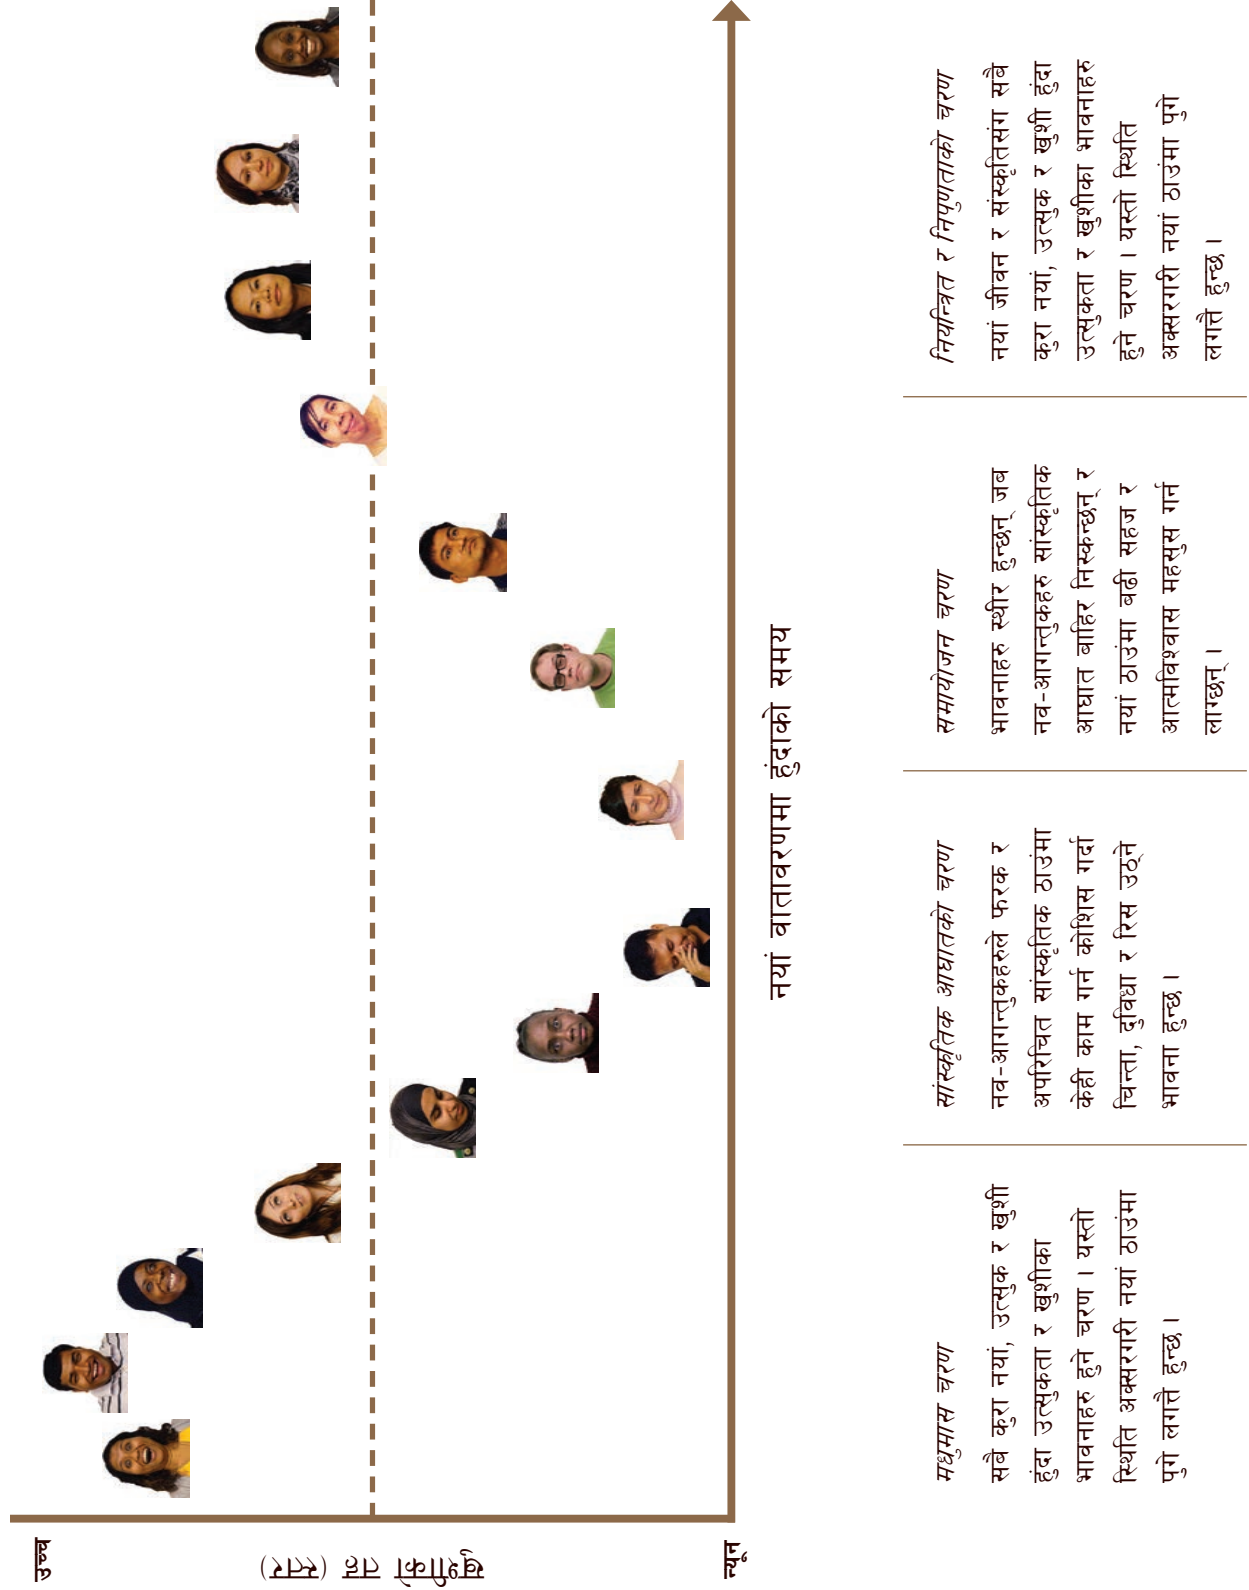 उच्च
खुशीको तह (स्तर)
न्यून
नयां वातावरणमा हुंदाको समय
मधुमास चरण
सबै कुरा नयां, उत्सुक र खुशी
हुंदा उत्सुकता र खुशीका
भावनाहरु हुने चरण । यस्तो
स्थिति अक्सरगरी नयां ठाउंमा
पुगे लगत्तै हुन्छ ।
सांस्कृतिक आघातको चरण
नव-आगन्तुकहरुले फरक र
अपरिचित सांस्कृतिक ठाउंमा
केही काम गर्न कोशिस गर्दा
चिन्ता, दुविधा र रिस उठ्ने
भावना हुन्छ ।
समायोजन चरण
भावनाहरु स्थीर हुन्छन् जब
नव-आगन्तुकहरु सांस्कृतिक
आघात बाहिर निस्कन्छन् र
नयां ठाउंमा बढी सहज र
आत्मविश्वास महसुस गर्न
लाग्छन् ।
नियन्त्रित र निपुणताको चरण
नयां जीवन र संस्कृतिसंग सबै
कुरा नयां, उत्सुक र खुशी हुंदा
उत्सुकता र खुशीका भावनाहरु
हुने चरण । यस्तो स्थिति
अक्सरगरी नयां ठाउंमा पुगे
लगत्तै हुन्छ ।